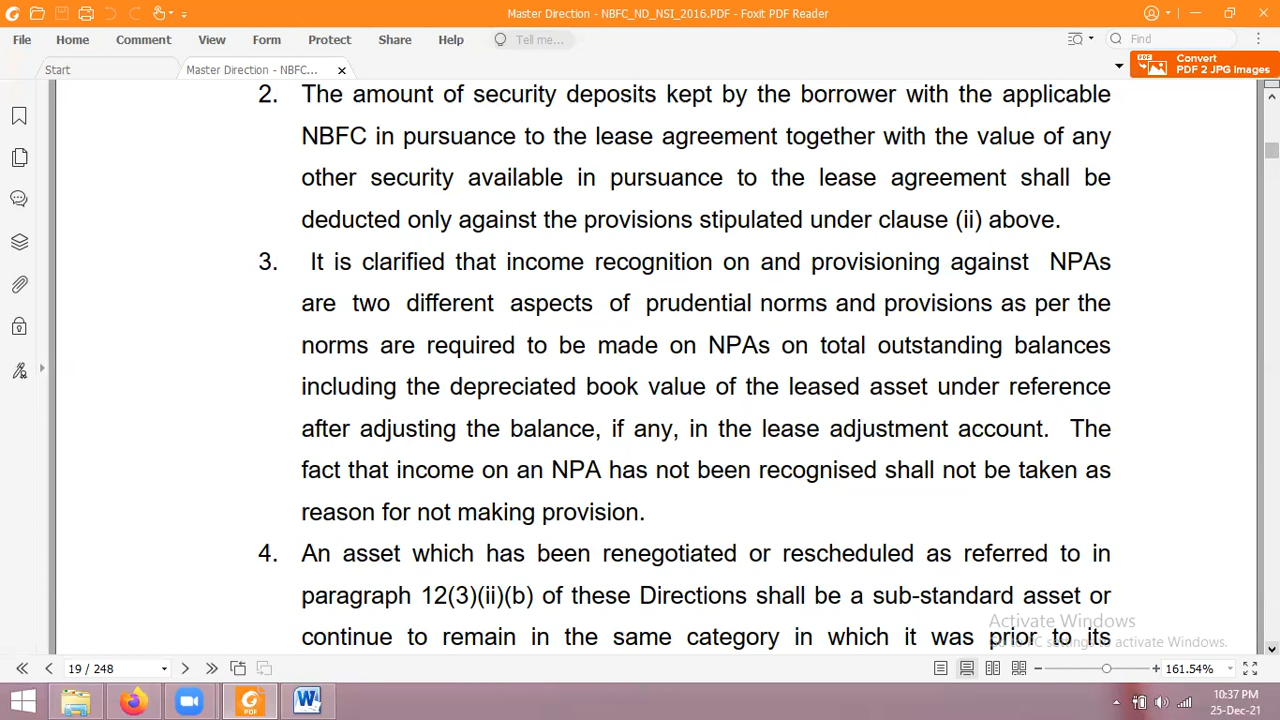 Master Direction - NBFC_ND_NSI_2016.PDF - Foxit PDF Reader
File Home Comment View Form Protect Share Help Tell me... Find
Start Master Direction - NBFC... Convert
PDF 2 JPG Images
2. The amount of security deposits kept by the borrower with the applicable
NBFC in pursuance to the lease agreement together with the value of any
other security available in pursuance to the lease agreement shall be
deducted only against the provisions stipulated under clause (ii) above.
3. It is clarified that income recognition on and provisioning against NPAs
are two different aspects of prudential norms and provisions as per the
norms are required to be made on NPAs on total outstanding balances
including the depreciated book value of the leased asset under reference
after adjusting the balance, if any, in the lease adjustment account. The
fact that income on an NPA has not been recognised shall not be taken as
reason for not making provision.
4. An asset which has been renegotiated or rescheduled as referred to in
paragraph 12(3)(ii)(b) of these Directions shall be a sub-standard asset or
continue to remain in the same category in which it was prior to its
Activate Windows
Go to PC settings to activate Windows.
19 / 248 161.54%
10:37 PM
25-Dec-21